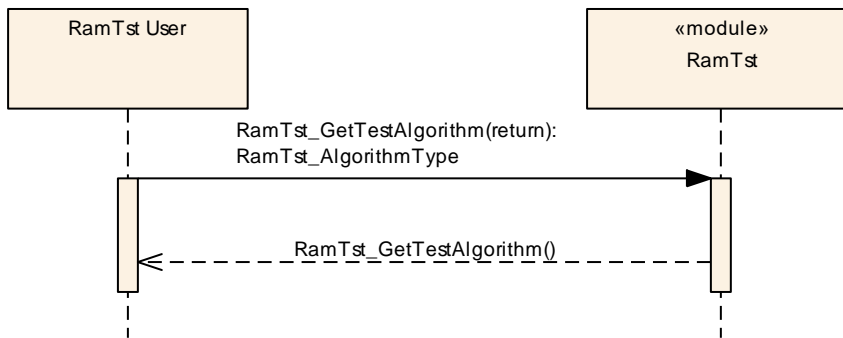 RamTst User
«module»
RamTst
RamTst_GetTestAlgorithm(return):
RamTst_AlgorithmType
RamTst_GetTestAlgorithm()